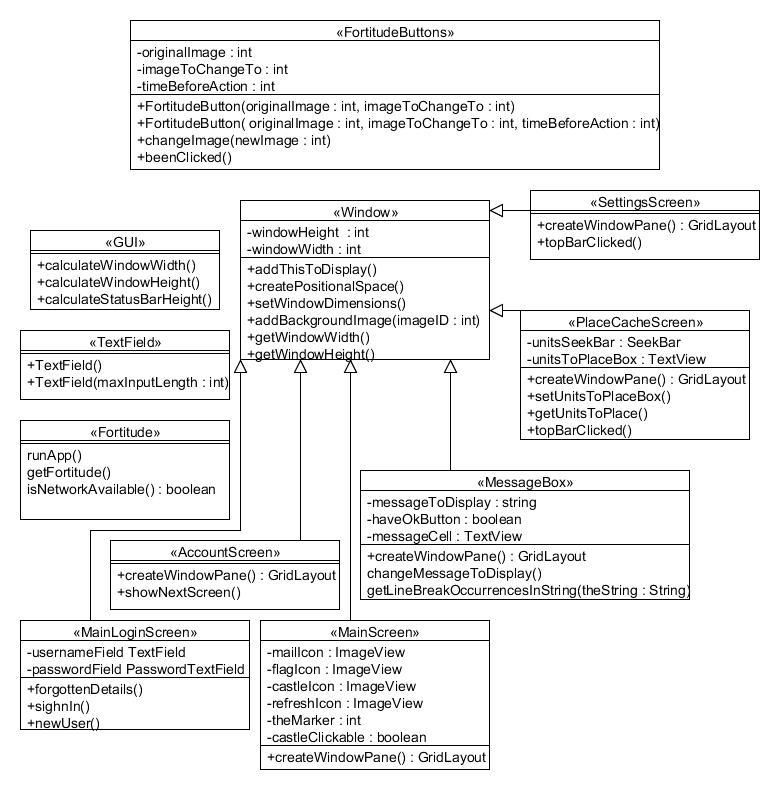 «FortitudeButtons»
-originalImage : int
-imageToChangeTo : int
-timeBeforeAction : int
+FortitudeButton(originalImage : int, imageToChangeTo : int)
+FortitudeButton( originalImage : int, imageToChangeTo : int, timeBeforeAction : int)
+changeImage(newImage : int)
+beenClicked()
«Window»
-windowHeight  : int
-windowWidth : int
+addThisToDisplay()
+createPositionalSpace()
+setWindowDimensions()
+addBackgroundImage(imageID : int)
+getWindowWidth()
+getWindowHeight()
«SettingsScreen»
+createWindowPane() : GridLayout
+topBarClicked()
«GUI»
+calculateWindowWidth()
+calculateWindowHeight()
+calculateStatusBarHeight()
«PlaceCacheScreen»
-unitsSeekBar : SeekBar
-unitsToPlaceBox : TextView
+createWindowPane() : GridLayout
+setUnitsToPlaceBox()
+getUnitsToPlace()
+topBarClicked()
«TextField»
+TextField()
+TextField(maxInputLength : int)
«Fortitude»
runApp()
getFortitude()
isNetworkAvailable() : boolean
«MessageBox»
-messageToDisplay : string
-haveOkButton : boolean
-messageCell : TextView
+createWindowPane() : GridLayout
changeMessageToDisplay()
getLineBreakOccurrencesInString(theString : String)
«AccountScreen»
+createWindowPane() : GridLayout
+showNextScreen()
«MainLoginScreen»
-usernameField TextField
-passwordField PasswordTextField
+forgottenDetails()
+sighnIn()
+newUser()
«MainScreen»
-mailIcon : ImageView
-flagIcon : ImageView
-castleIcon : ImageView
-refreshIcon : ImageView
-theMarker : int
-castleClickable : boolean
+createWindowPane() : GridLayout